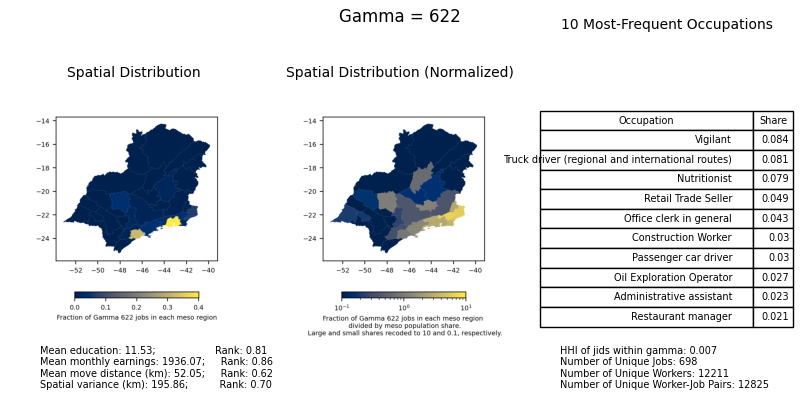 Gamma = 622
10 Most-Frequent Occupations
Spatial Distribution
Spatial Distribution (Normalized)
−14
−16
−18
−20
−22
−24
−52 −50 −48 −46 −44 −42 −40
0.0 0.1 0.2 0.3 0.4
Fraction of Gamma 622 jobs in each meso region
−14
−16
−18
−20
−22
−24
−52 −50 −48 −46 −44 −42 −40
10⁻¹ 10⁰ 10¹
Fraction of Gamma 622 jobs in each meso region
divided by meso population share.
Large and small shares recoded to 10 and 0.1, respectively.
Occupation Share
Vigilant 0.084
Truck driver (regional and international routes) 0.081
Nutritionist 0.079
Retail Trade Seller 0.049
Office clerk in general 0.043
Construction Worker 0.03
Passenger car driver 0.03
Oil Exploration Operator 0.027
Administrative assistant 0.023
Restaurant manager 0.021
Mean education: 11.53; Rank: 0.81
Mean monthly earnings: 1936.07; Rank: 0.86
Mean move distance (km): 52.05; Rank: 0.62
Spatial variance (km): 195.86; Rank: 0.70
HHI of jids within gamma: 0.007
Number of Unique Jobs: 698
Number of Unique Workers: 12211
Number of Unique Worker-Job Pairs: 12825